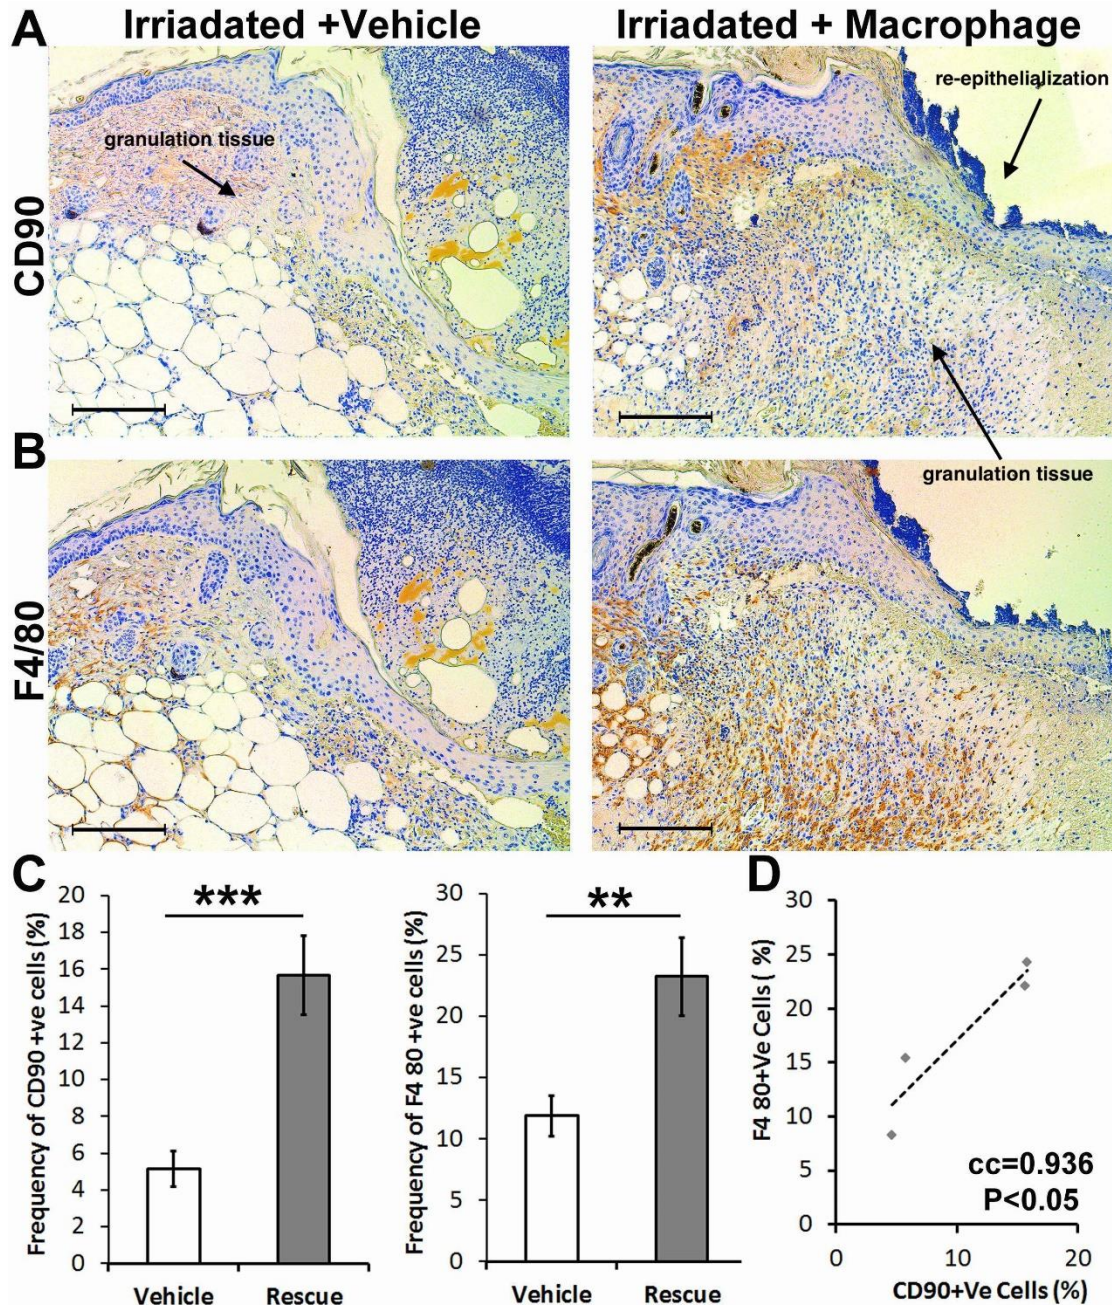 A
Irriadated +Vehicle
Irriadated + Macrophage
CD90
granulation tissue
re-epithelialization
granulation tissue
B
F4/80
C
Frequency of CD90 +ve cells (%)
20
18
16
14
12
10
8
6
4
2
0
***
Vehicle
Rescue
Frequency of F4 80 +ve cells (%)
30
25
20
15
10
5
0
**
Vehicle
Rescue
D
F4 80+Ve Cells ( %)
30
25
20
15
10
5
0
cc=0.936
P<0.05
0
10
20
CD90+Ve Cells (%)